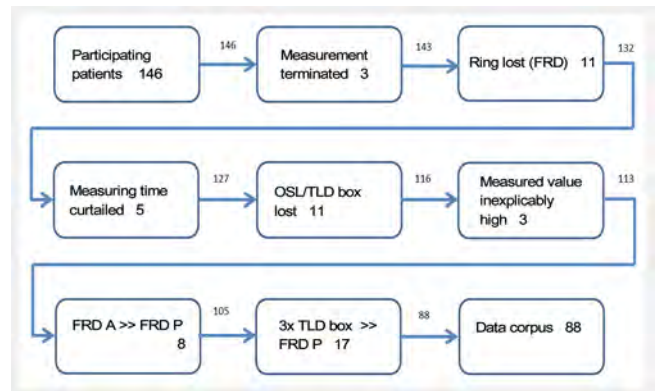 Participating
patients 146
146
Measurement
terminated 3
143
Ring lost (FRD) 11
132
Measuring time
curtailed 5
127
OSL/TLD box
lost 11
116
Measured value
inexplicably
high 3
113
FRD A >> FRD P
8
105
3x TLD box >>
FRD P 17
88
Data corpus 88